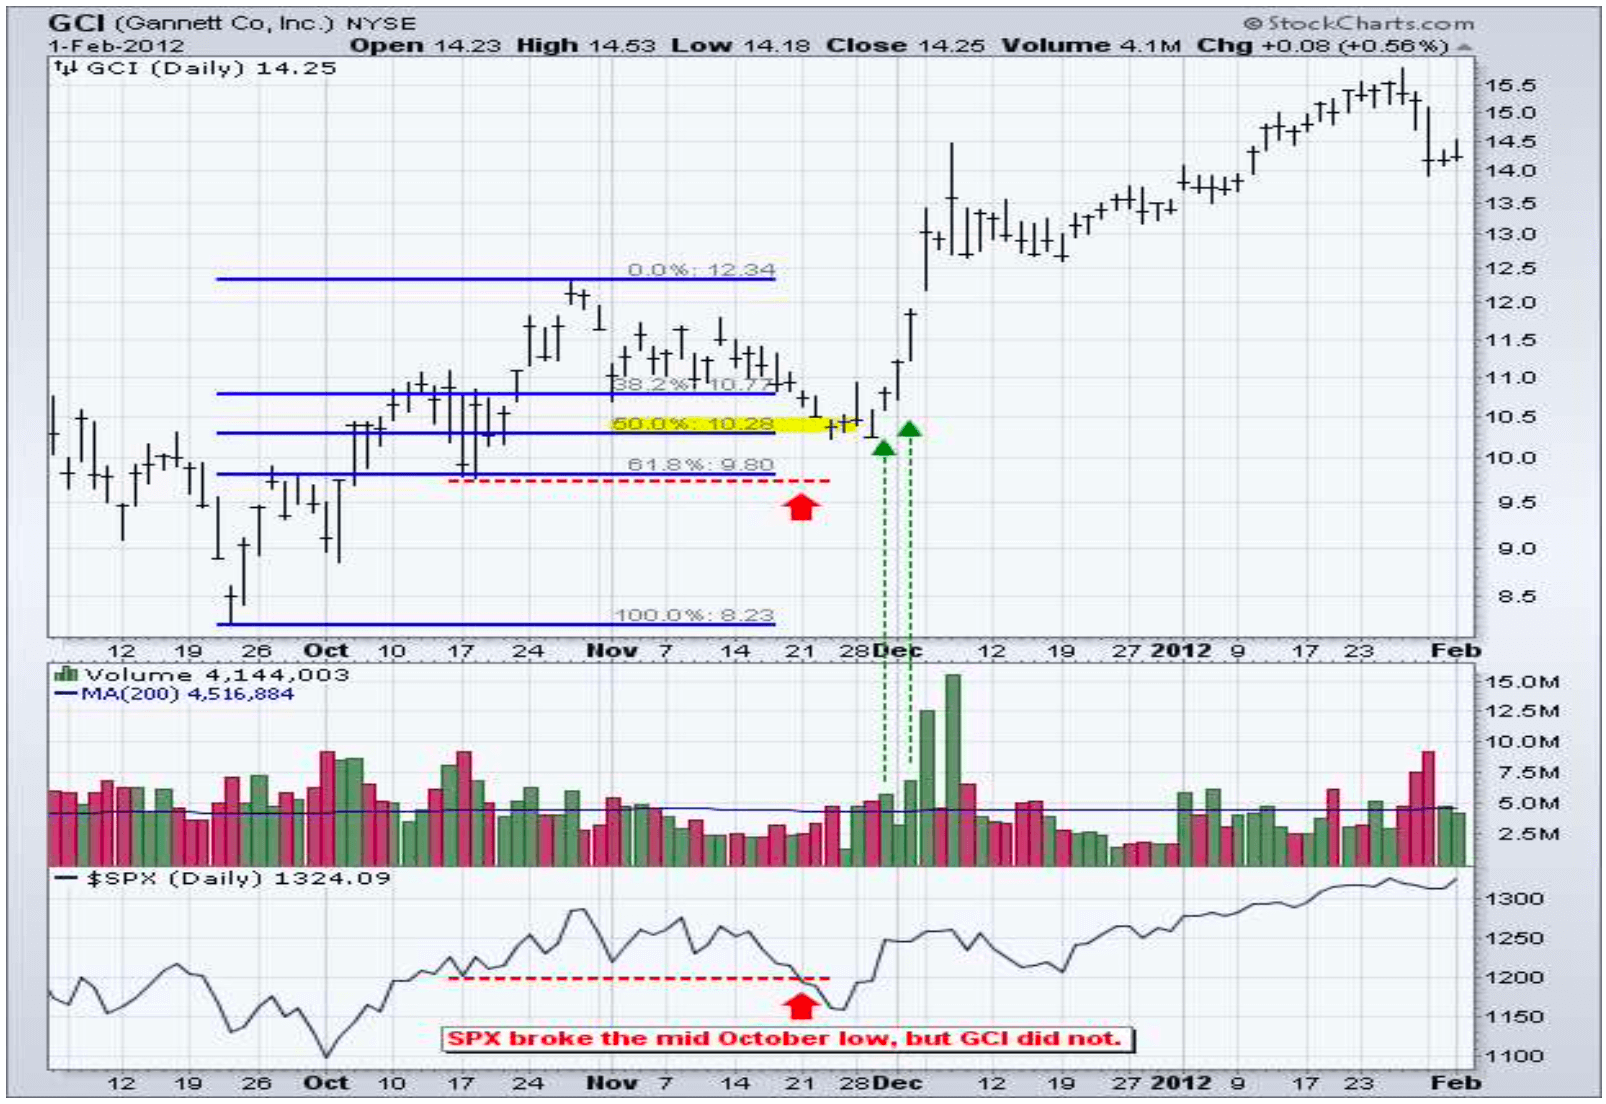 GCI (Gannett Co, Inc.) NYSE
© StockCharts.com
1-Feb-2012
Open 14.23 High 14.53 Low 14.18 Close 14.25 Volume 4.1M Chg +0.08 (+0.56%)
GCI (Daily) 14.25
15.5
15.0
14.5
14.0
13.5
13.0
12.5
12.0
11.5
11.0
10.5
10.0
9.5
9.0
8.5
0.0%: 12.34
38.2%: 10.77
50.0%: 10.28
61.8%: 9.80
100.0%: 8.23
12 19 26 Oct 10 17 24 Nov 7 14 21 28 Dec 12 19 27 2012 9 17 23 Feb
Volume 4,144,003
MA(200) 4,516,884
15.0M
12.5M
10.0M
7.5M
5.0M
2.5M
$SPX (Daily) 1324.09
1300
1250
1200
1150
1100
SPX broke the mid October low, but GCI did not.
12 19 26 Oct 10 17 24 Nov 7 14 21 28 Dec 12 19 27 2012 9 17 23 Feb